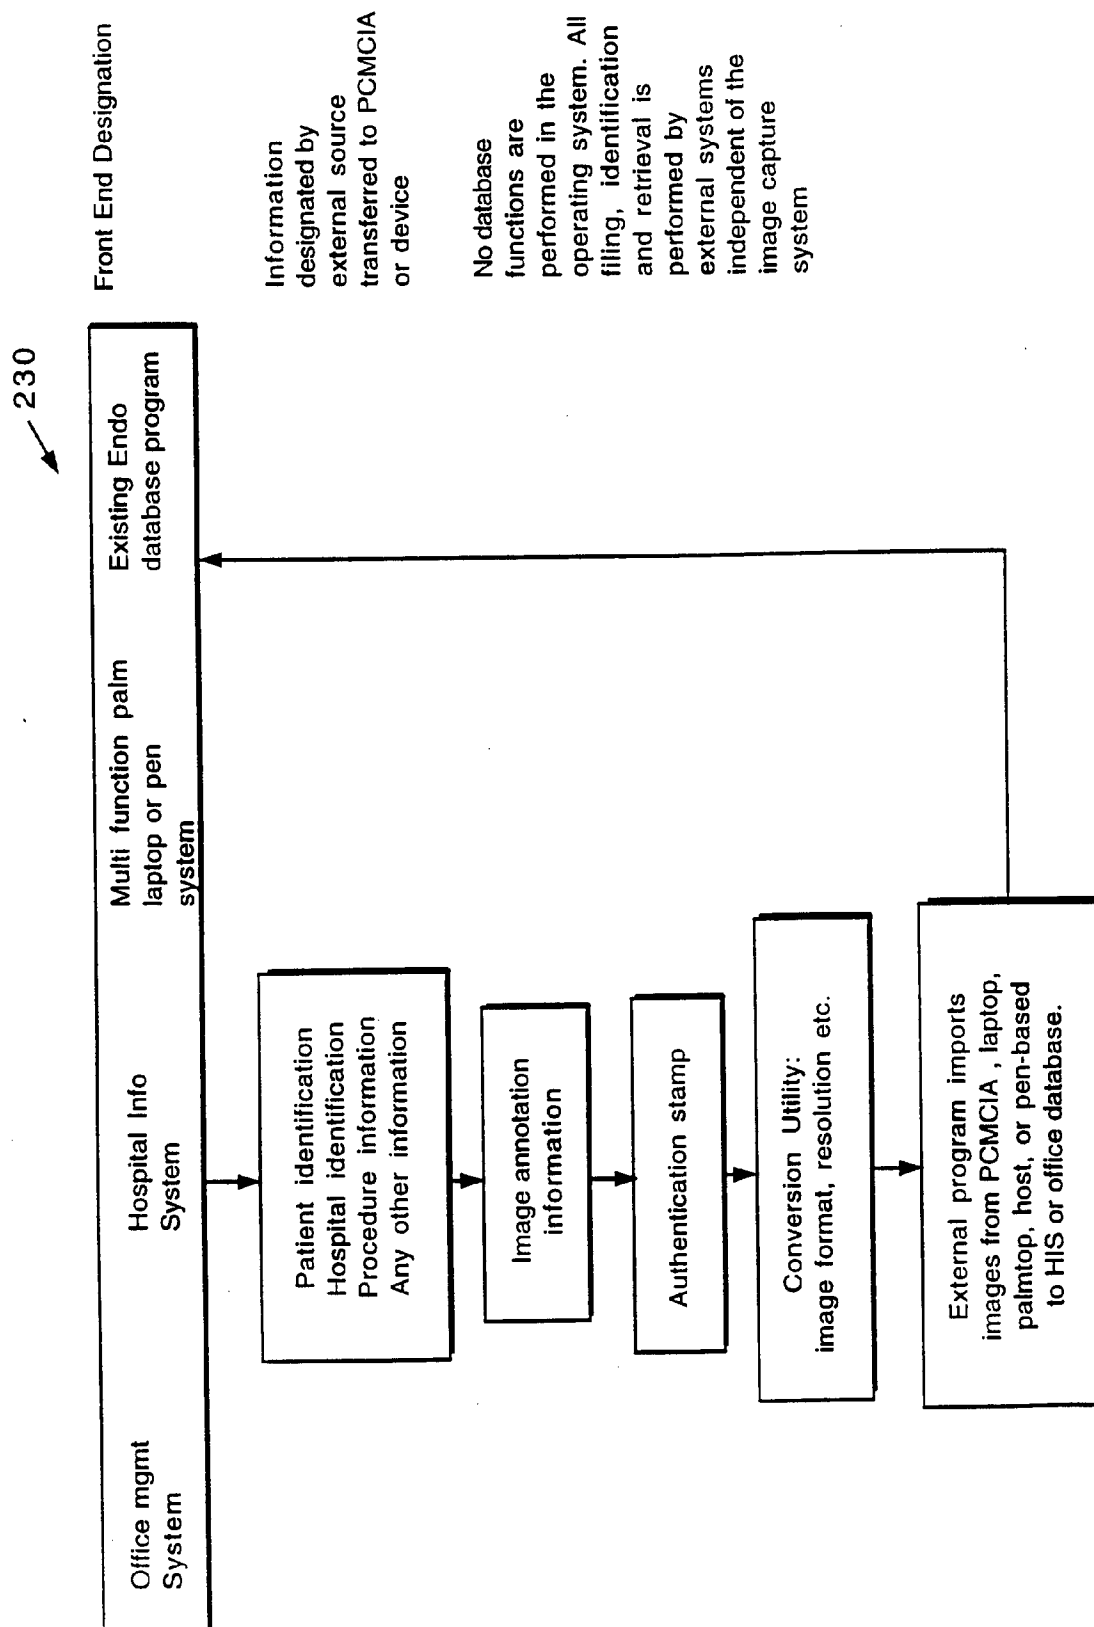 230
Office mgmt
System
Hospital Info
System
Multi function palm
laptop or pen
system
Existing Endo
database program
Front End Designation
Patient identification
Hospital identification
Procedure information
Any other information
Information
designated by
external source
transferred to PCMCIA
or device
Image annotation
information
No database
functions are
performed in the
operating system. All
filing, identification
and retrieval is
performed by
external systems
independent of the
image capture
system
Authentication stamp
Conversion Utility:
image format, resolution etc.
External program imports
images from PCMCIA , laptop,
palmtop, host, or pen-based
to HIS or office database.